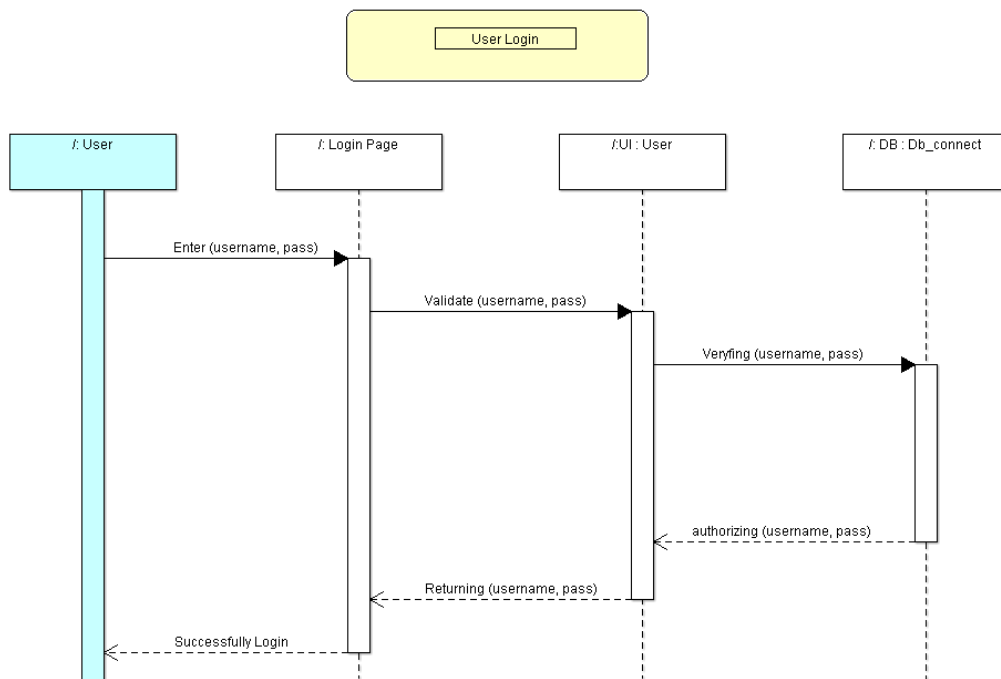 User Login
/: User
/: Login Page
/:UI : User
/: DB : Db_connect
Enter (username, pass)
Validate (username, pass)
Veryfing (username, pass)
authorizing (username, pass)
Returning (username, pass)
Successfully Login